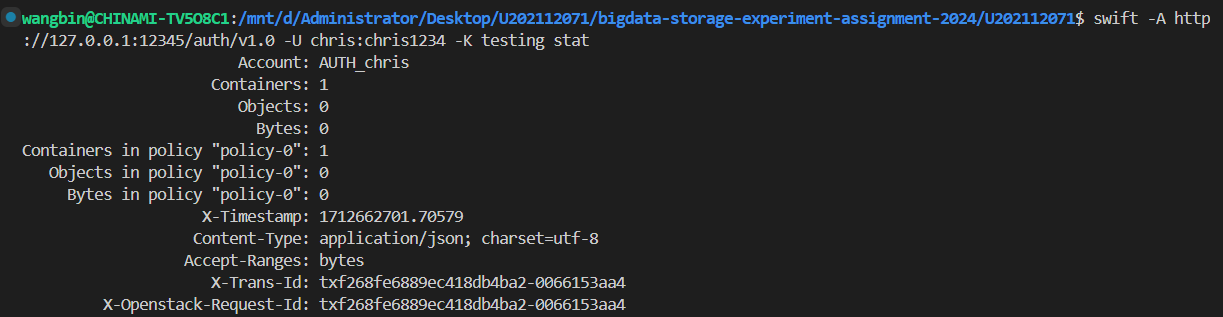 wangbin@CHINAMI-TV5O8C1:/mnt/d/Administrator/Desktop/U202112071/bigdata-storage-experiment-assignment-2024/U202112071$ swift -A http
://127.0.0.1:12345/auth/v1.0 -U chris:chris1234 -K testing stat
Account: AUTH_chris
Containers: 1
Objects: 0
Bytes: 0
Containers in policy "policy-0": 1
Objects in policy "policy-0": 0
Bytes in policy "policy-0": 0
X-Timestamp: 1712662701.70579
Content-Type: application/json; charset=utf-8
Accept-Ranges: bytes
X-Trans-Id: txf268fe6889ec418db4ba2-0066153aa4
X-Openstack-Request-Id: txf268fe6889ec418db4ba2-0066153aa4